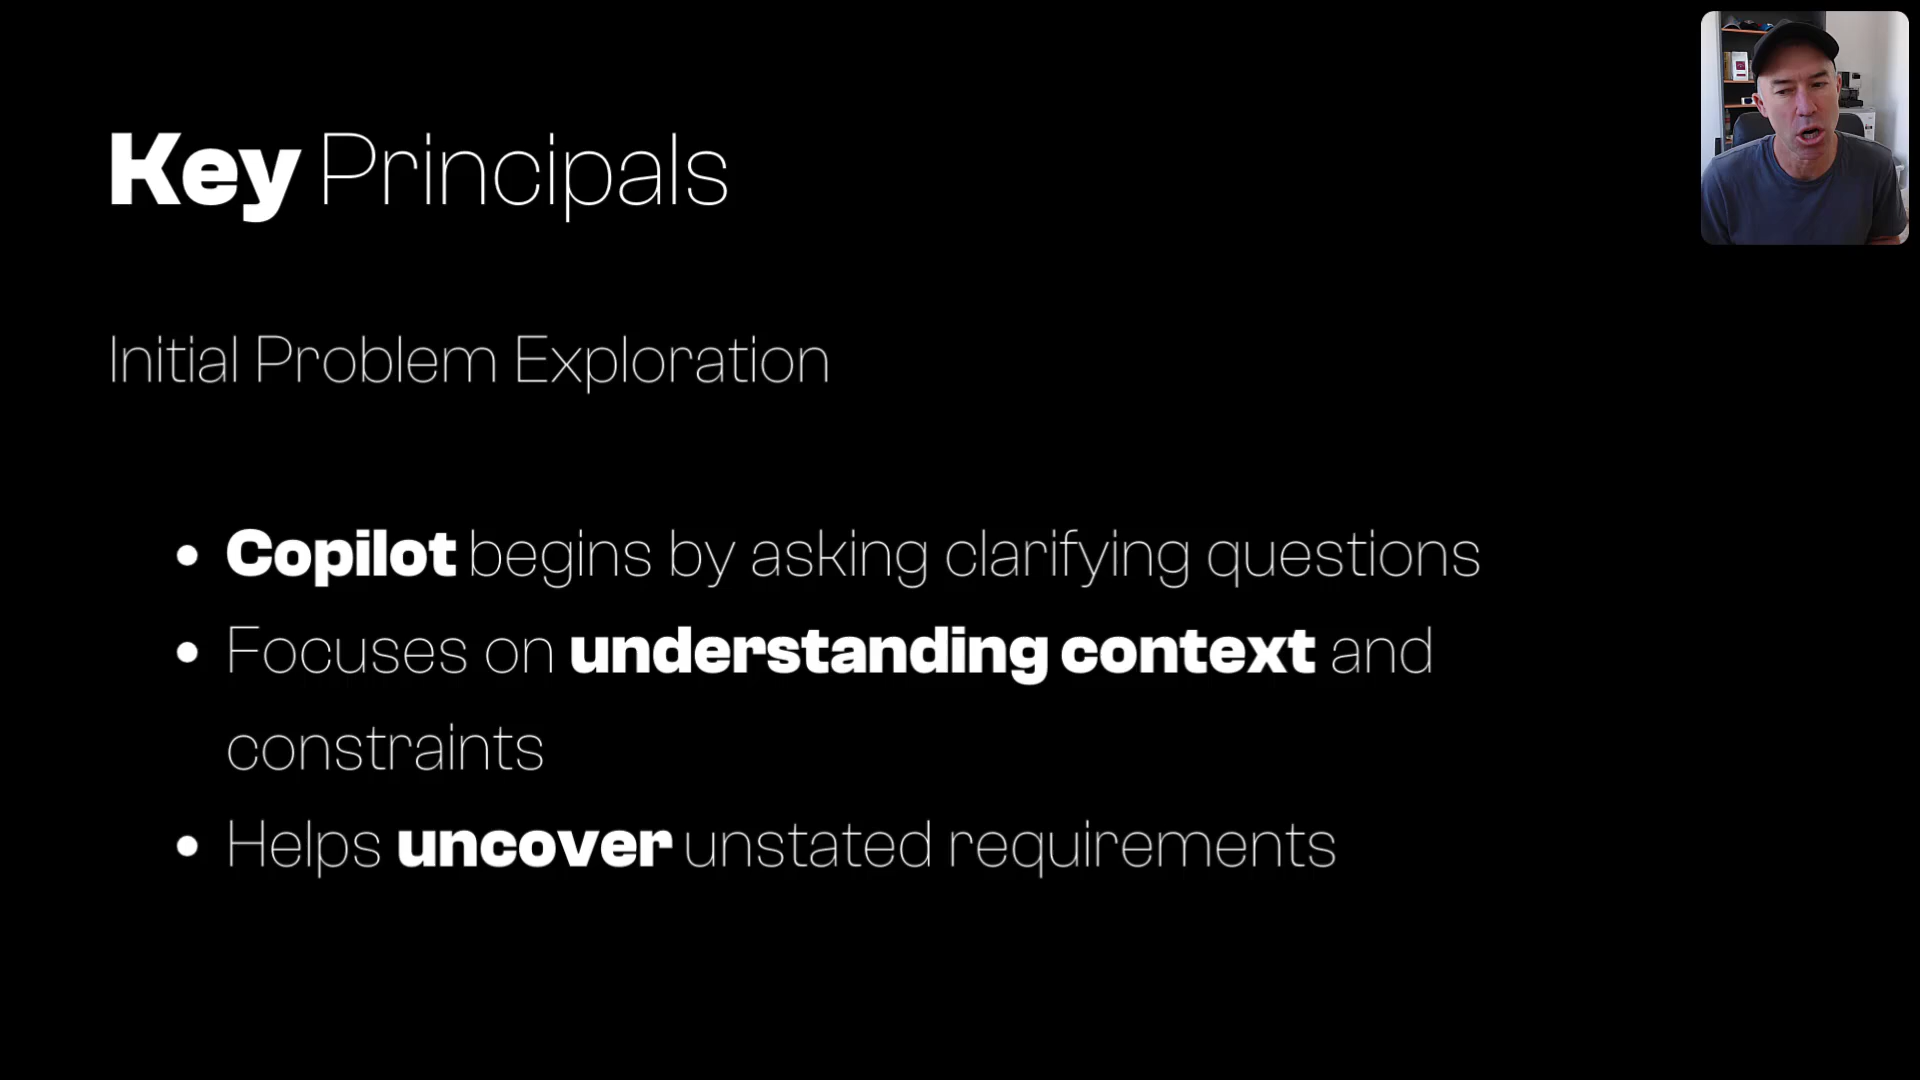 Key Principals
Initial Problem Exploration
• Copilot begins by asking clarifying questions
• Focuses on understanding context and
constraints
• Helps uncover unstated requirements